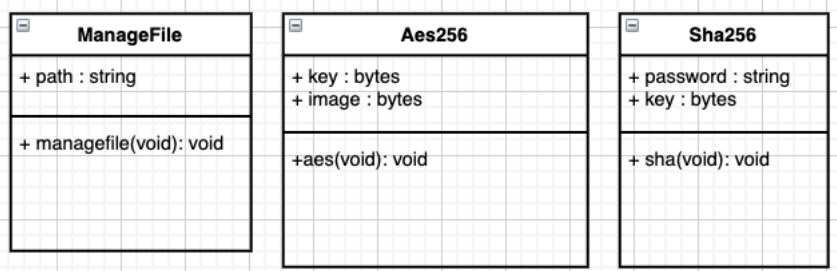 ManageFile
+ path : string
+ managefile(void): void
Aes256
+ key : bytes
+ image : bytes
+aes(void): void
Sha256
+ password : string
+ key : bytes
+ sha(void): void